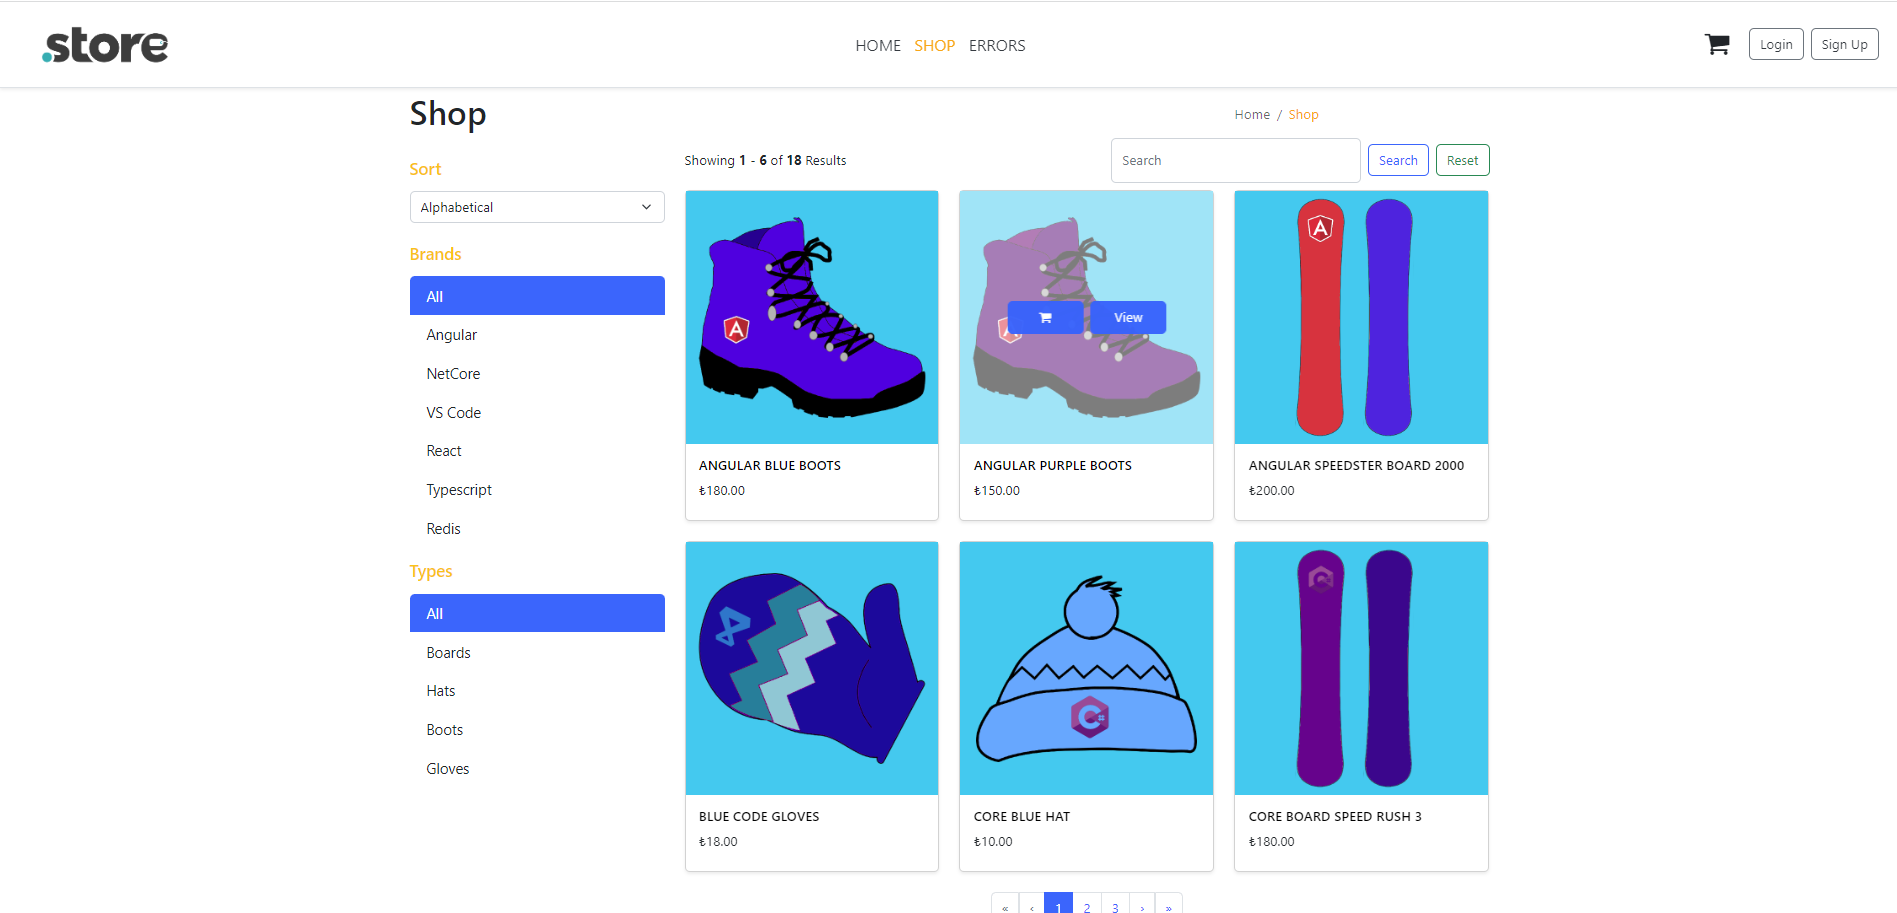 .store
HOME SHOP ERRORS
Login Sign Up
Shop
Home / Shop
Sort
Alphabetical
Brands
All
Angular
NetCore
VS Code
React
Typescript
Redis
Types
All
Boards
Hats
Boots
Gloves
Showing 1 - 6 of 18 Results
Search
Search
Reset
A
ANGULAR BLUE BOOTS
₺180.00
A
View
ANGULAR PURPLE BOOTS
₺150.00
A
ANGULAR SPEEDSTER BOARD 2000
₺200.00
BLUE CODE GLOVES
₺18.00
C#
CORE BLUE HAT
₺10.00
C
CORE BOARD SPEED RUSH 3
₺180.00
« ‹ 1 2 3 › »